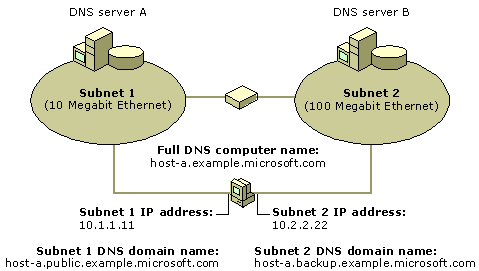 DNS server A
DNS server B
Subnet 1
(10 Megabit Ethernet)
Subnet 2
(100 Megabit Ethernet)
Full DNS computer name:
host-a.example.microsoft.com
Subnet 1 IP address:
10.1.1.11
Subnet 2 IP address:
10.2.2.22
Subnet 1 DNS domain name:
host-a.public.example.microsoft.com
Subnet 2 DNS domain name:
host-a.backup.example.microsoft.com